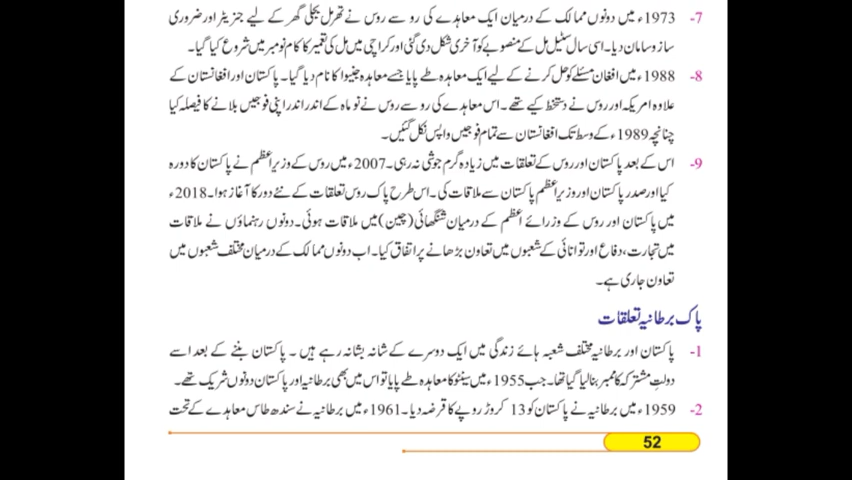 -7 1973ء میں دونوں ممالک کے درمیان ایک معاہدے کی رو سے روس نے تھرمل بجلی گھر کے لیے جنریٹر اور ضروری
سازو سامان دیا۔ اسی سال سٹیل مل کے منصوبے کو آخری شکل دی گئی اور کراچی میں مل کی تعمیر کا کام نومبر میں شروع کیا گیا۔
-8 1988ء میں افغان مسئلے کو حل کرنے کے لیے ایک معاہدہ طے پایا جسے معاہدہ جنیوا کا نام دیا گیا۔ پاکستان اور افغانستان کے
علاوہ امریکہ اور روس نے دستخط کیے تھے۔ اس معاہدے کی رو سے روس نے نو ماہ کے اندر اندر اپنی فوجیں بلانے کا فیصلہ کیا
چنانچہ 1989ء کے وسط تک افغانستان سے تمام فوجیں واپس نکل گئیں۔
-9 اس کے بعد پاکستان اور روس کے تعلقات میں زیادہ گرم جوشی نہ رہی۔ 2007ء میں روس کے وزیراعظم نے پاکستان کا دورہ
کیا اور صدر پاکستان اور وزیراعظم پاکستان سے ملاقات کی۔ اس طرح پاک روس تعلقات کے نئے دور کا آغاز ہوا۔ 2018ء
میں پاکستان اور روس کے وزرائے اعظم کے درمیان شنگھائی (چین) میں ملاقات ہوئی۔ دونوں رہنماؤں نے ملاقات
میں تجارت، دفاع اور توانائی کے شعبوں میں تعاون بڑھانے پر اتفاق کیا۔ اب دونوں ممالک کے درمیان مختلف شعبوں میں
تعاون جاری ہے۔
پاک برطانیہ تعلقات
-1 پاکستان اور برطانیہ مختلف شعبہ ہائے زندگی میں ایک دوسرے کے شانہ بشانہ رہے ہیں۔ پاکستان بننے کے بعد اسے
دولتِ مشترکہ کا ممبر بنا لیا گیا تھا۔ جب 1955ء میں سینٹو کا معاہدہ طے پایا تو اس میں بھی برطانیہ اور پاکستان دونوں شریک تھے۔
-2 1959ء میں برطانیہ نے پاکستان کو 13 کروڑ روپے کا قرضہ دیا۔ 1961ء میں برطانیہ نے سندھ طاس معاہدے کے تحت
52